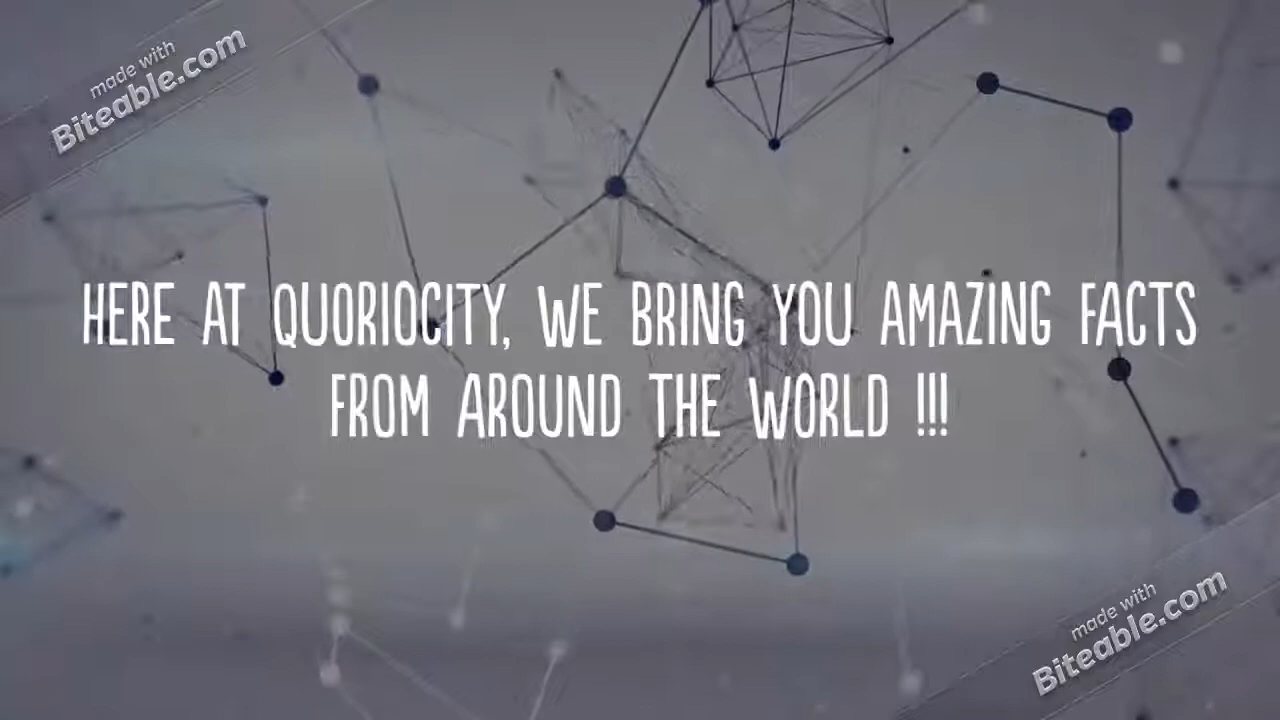 made with
Biteable.com
HERE AT QUORIOCITY, WE BRING YOU AMAZING FACTS
FROM AROUND THE WORLD !!!
made with
Biteable.com